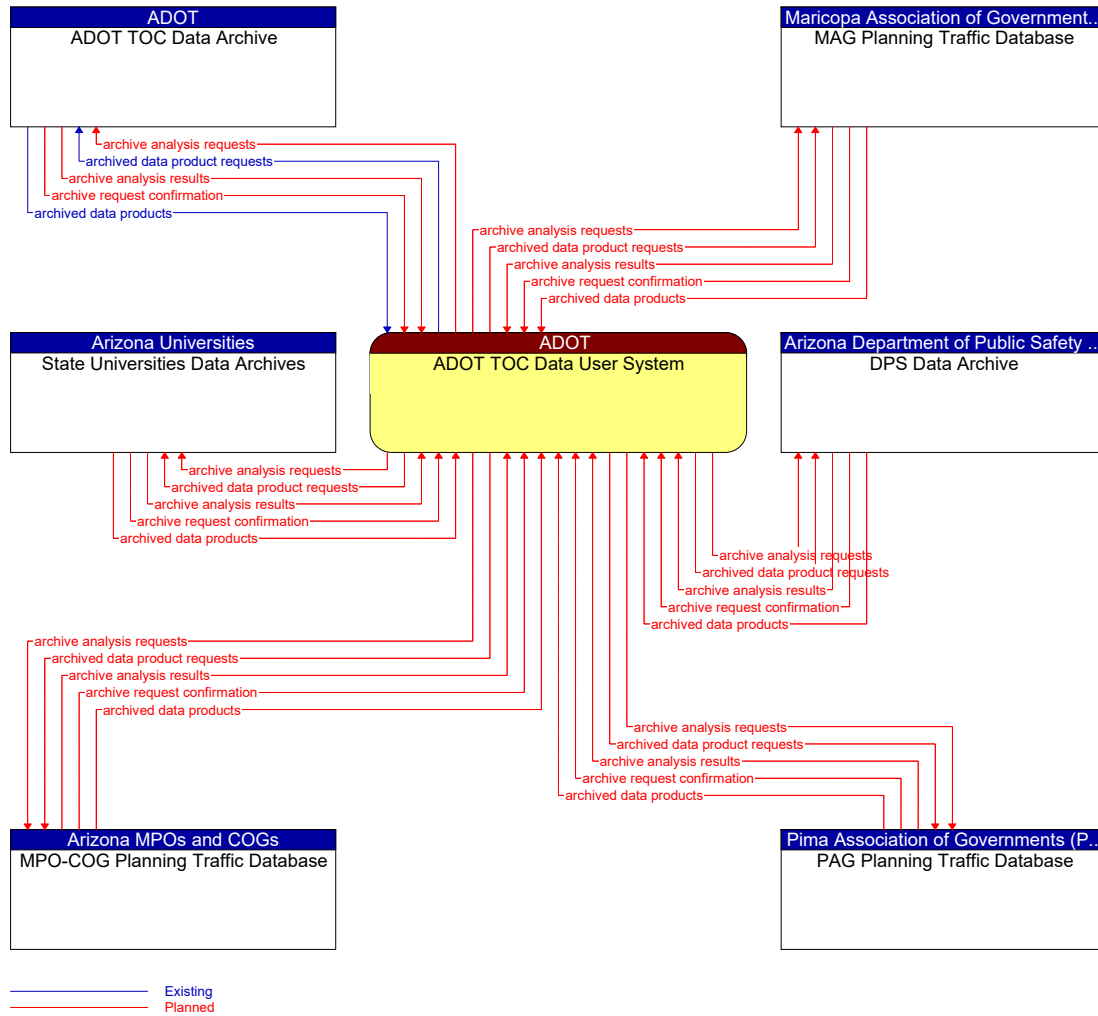 ADOT
ADOT TOC Data Archive
Maricopa Association of Government...
MAG Planning Traffic Database
archive analysis requests
archived data product requests
archive analysis results
archive request confirmation
archived data products
archive analysis requests
archived data product requests
archive analysis results
archive request confirmation
archived data products
Arizona Universities
State Universities Data Archives
ADOT
ADOT TOC Data User System
Arizona Department of Public Safety ...
DPS Data Archive
archive analysis requests
archived data product requests
archive analysis results
archive request confirmation
archived data products
archive analysis requests
archived data product requests
archive analysis results
archive request confirmation
archived data products
archive analysis requests
archived data product requests
archive analysis results
archive request confirmation
archived data products
archive analysis requests
archived data product requests
archive analysis results
archive request confirmation
archived data products
Arizona MPOs and COGs
MPO-COG Planning Traffic Database
Pima Association of Governments (P...
PAG Planning Traffic Database
Existing
Planned